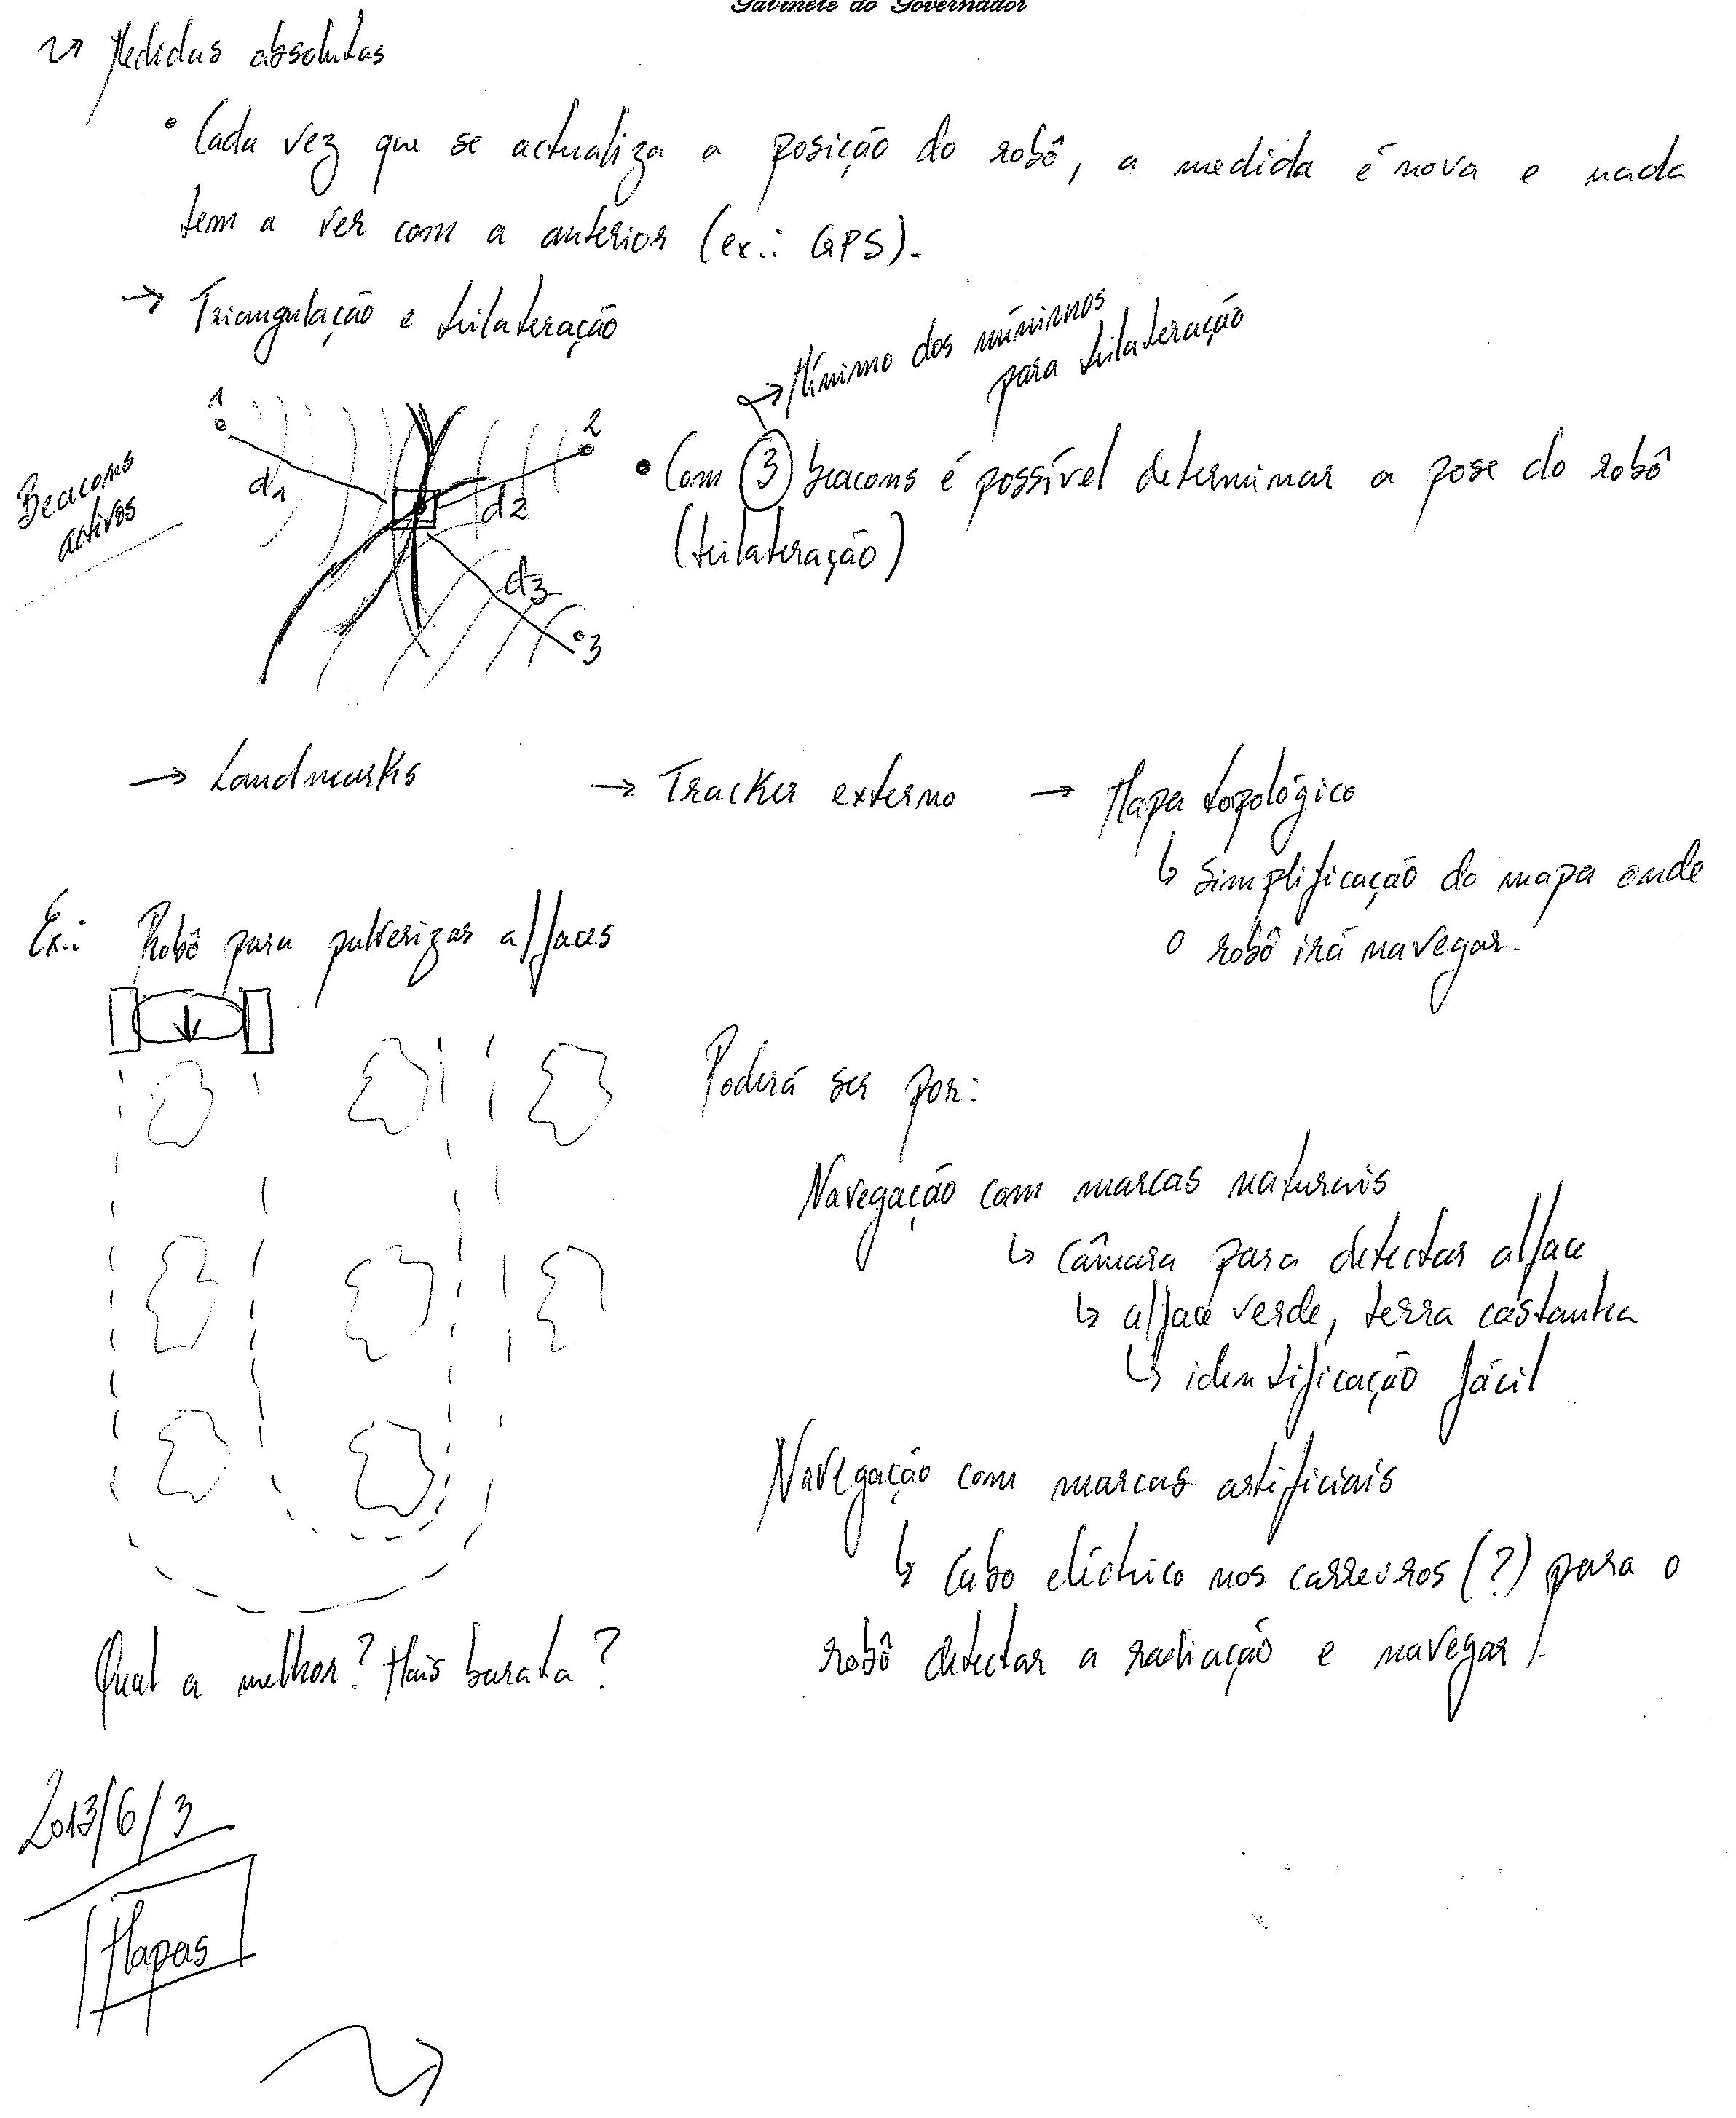 Gabinete do Governador
Medidas absolutas
• Cada vez que se actualiza a posição do robô, a medida é nova e nada
tem a ver com a anterior (ex.: GPS).
→ Triangulação e trilateração
→ Mínimo dos mínimos
para trilateração
Beacons
activos
1
2
d1
d2
d3
3
• Com 3 beacons é possível determinar a pose do robô
(trilateração)
→ Landmarks → Tracker externo → Mapa topológico
↳ Simplificação do mapa onde
o robô irá navegar.
Ex.: Robô para pulverizar alfaces
Poderá ser por:
Navegação com marcas naturais
↳ câmara para detectar alface
↳ alface verde, terra castanha
↳ identificação fácil
Navegação com marcas artificiais
↳ Cabo eléctrico nos carreiros (?) para o
robô detectar a radiação e navegar!
Qual a melhor? Mais barata?
2013/6/3
Mapas